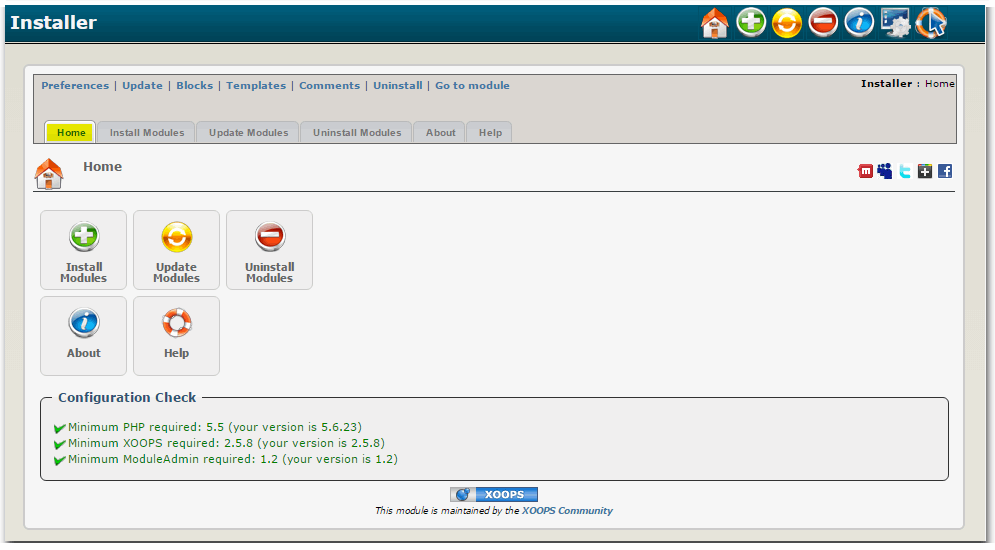 Installer
Preferences | Update | Blocks | Templates | Comments | Uninstall | Go to module
Installer : Home
Home
Install Modules
Update Modules
Uninstall Modules
About
Help
Home
Install
Modules
Update
Modules
Uninstall
Modules
About
Help
Configuration Check
Minimum PHP required: 5.5 (your version is 5.6.23)
Minimum XOOPS required: 2.5.8 (your version is 2.5.8)
Minimum ModuleAdmin required: 1.2 (your version is 1.2)
XOOPS
This module is maintained by the XOOPS Community